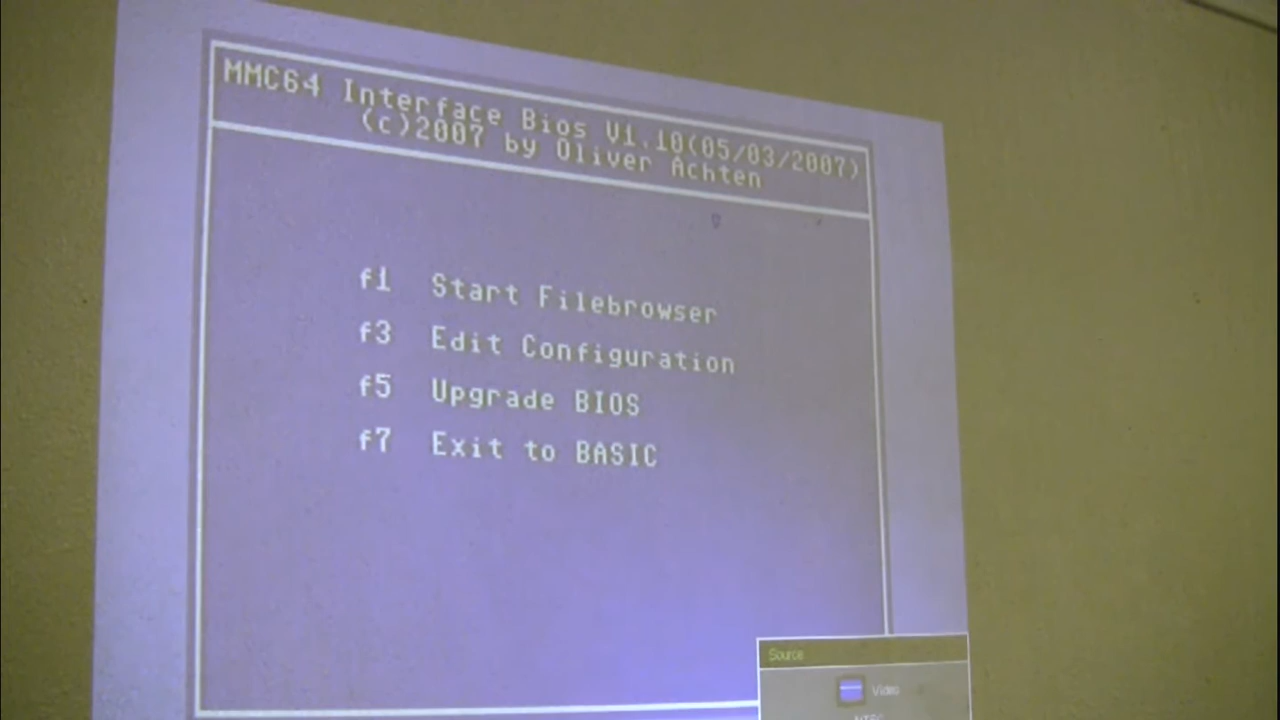 MMC64 Interface Bios V1.10(05/03/2007)
(c)2007 by Oliver Achten
f1 Start Filebrowser
f3 Edit Configuration
f5 Upgrade BIOS
f7 Exit to BASIC
Source
Video